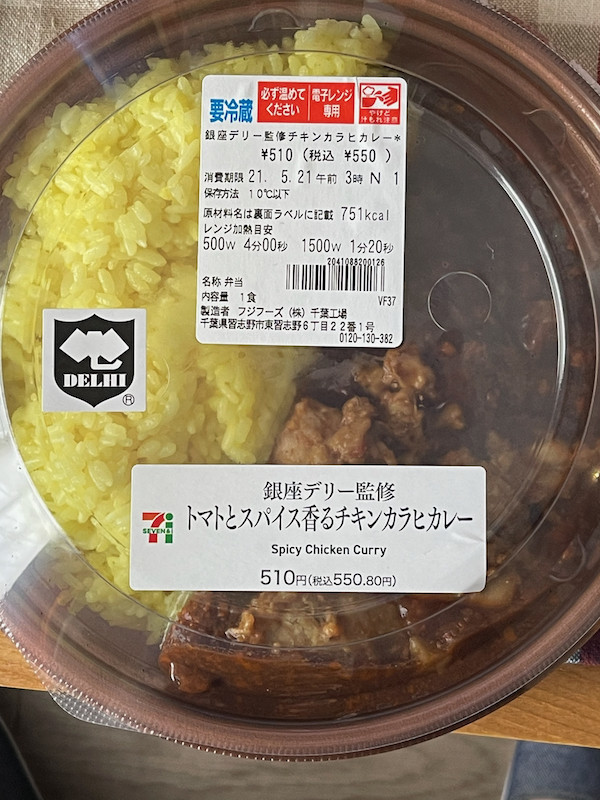 要冷蔵
必ず温めて
ください
電子レンジ
専用
やけど
汁もれ注意
銀座デリー監修チキンカラヒカレー*
¥510 (税込 ¥550 )
消費期限 21. 5. 21 午前 3時 N 1
保存方法 10℃以下
原材料名は裏面ラベルに記載 751kcal
レンジ加熱目安
500W 4分00秒 1500W 1分20秒
2041088200126
名称 弁当
内容量 1食
VF37
製造者 フジフーズ(株)千葉工場
千葉県習志野市東習志野6丁目22番1号
0120-130-382
DELHI
®
銀座デリー監修
トマトとスパイス香るチキンカラヒカレー
7i
SEVEN&i
Spicy Chicken Curry
510円(税込550.80円)